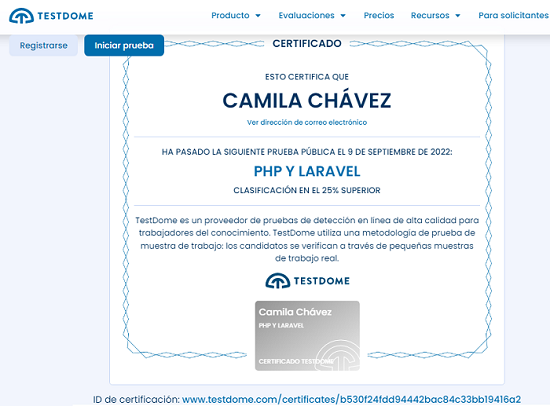 TESTDOME
Producto Evaluaciones Precios Recursos Para solicitantes
Registrarse Iniciar prueba
CERTIFICADO
ESTO CERTIFICA QUE
CAMILA CHÁVEZ
Ver dirección de correo electrónico
HA PASADO LA SIGUIENTE PRUEBA PÚBLICA EL 9 DE SEPTIEMBRE DE 2022:
PHP Y LARAVEL
CLASIFICACIÓN EN EL 25% SUPERIOR
TestDome es un proveedor de pruebas de detección en línea de alta calidad para
trabajadores del conocimiento. TestDome utiliza una metodología de prueba de
muestra de trabajo: los candidatos se verifican a través de pequeñas muestras
de trabajo real.
TESTDOME
Camila Chávez
PHP Y LARAVEL
CERTIFICADO TESTDOME
ID de certificación: www.testdome.com/certificates/b530f24fdd94442bac84c33bb19416a2